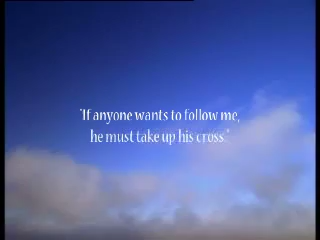 "If anyone wants to follow me,
he must take up his cross."